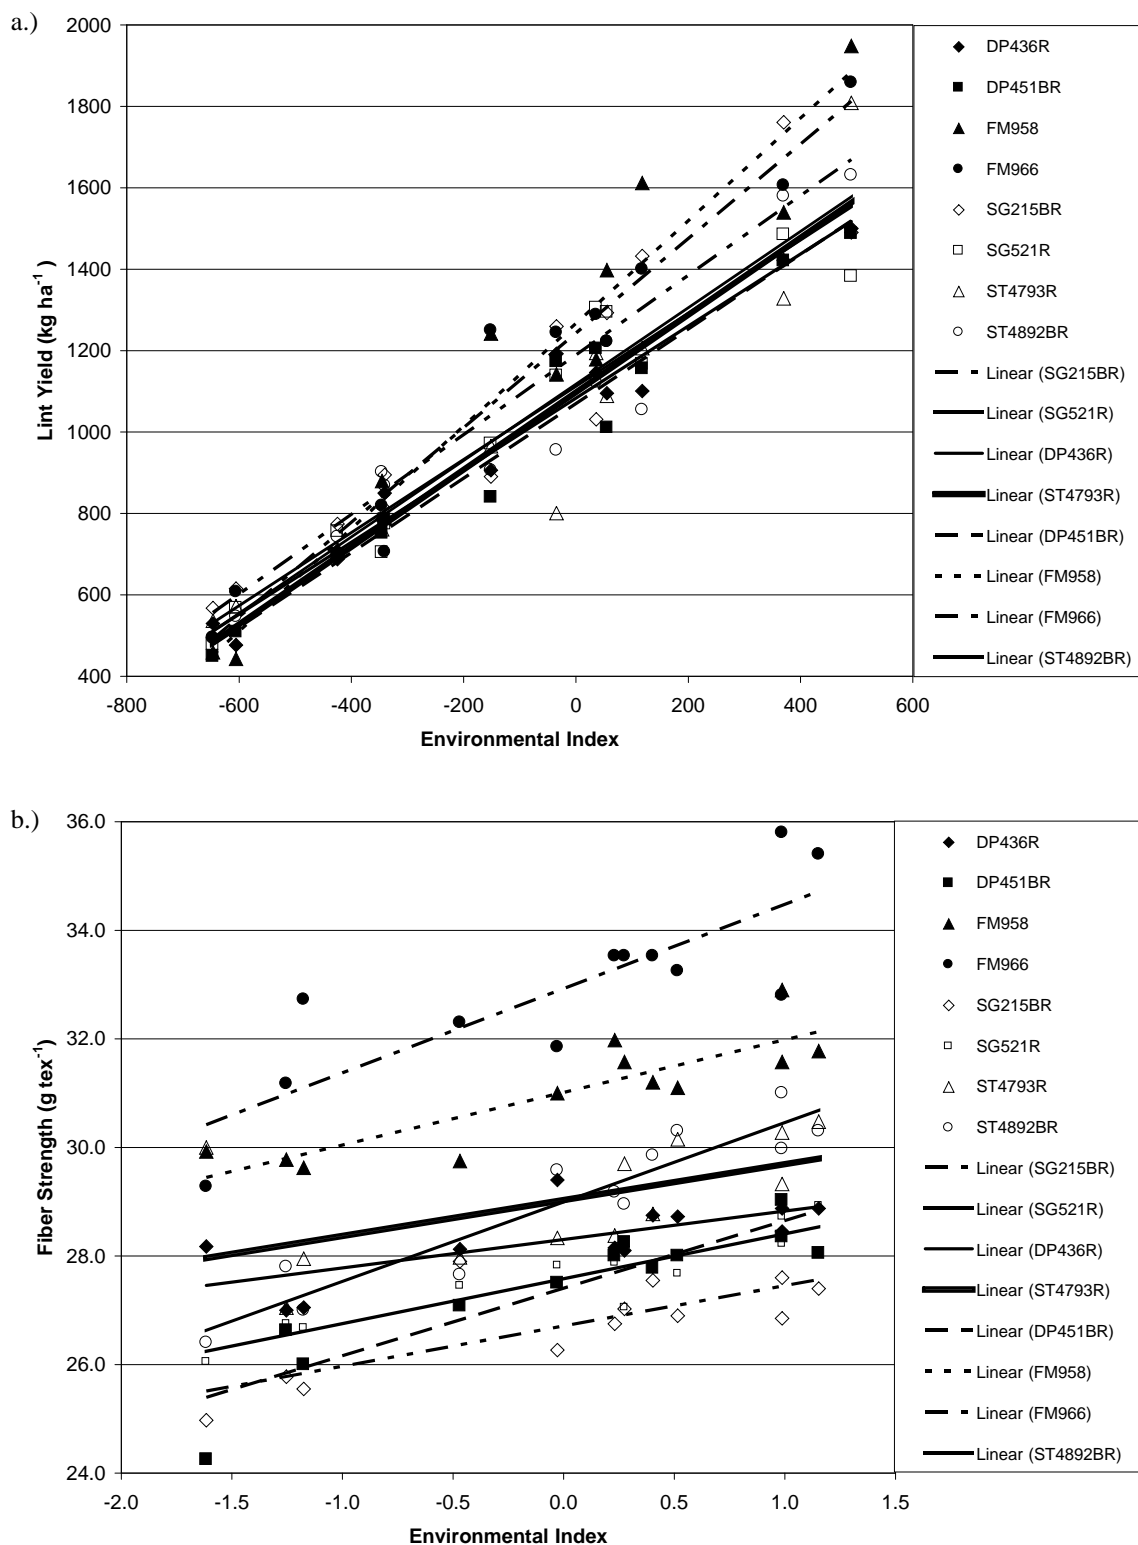 a.)
2000
1800
1600
1400
1200
1000
800
600
400
Lint Yield (kg ha⁻¹)
-800 -600 -400 -200 0 200 400 600
Environmental Index
DP436R
DP451BR
FM958
FM966
SG215BR
SG521R
ST4793R
ST4892BR
Linear (SG215BR)
Linear (SG521R)
Linear (DP436R)
Linear (ST4793R)
Linear (DP451BR)
Linear (FM958)
Linear (FM966)
Linear (ST4892BR)
b.)
36.0
34.0
32.0
30.0
28.0
26.0
24.0
Fiber Strength (g tex⁻¹)
-2.0 -1.5 -1.0 -0.5 0.0 0.5 1.0 1.5
Environmental Index
DP436R
DP451BR
FM958
FM966
SG215BR
SG521R
ST4793R
ST4892BR
Linear (SG215BR)
Linear (SG521R)
Linear (DP436R)
Linear (ST4793R)
Linear (DP451BR)
Linear (FM958)
Linear (FM966)
Linear (ST4892BR)